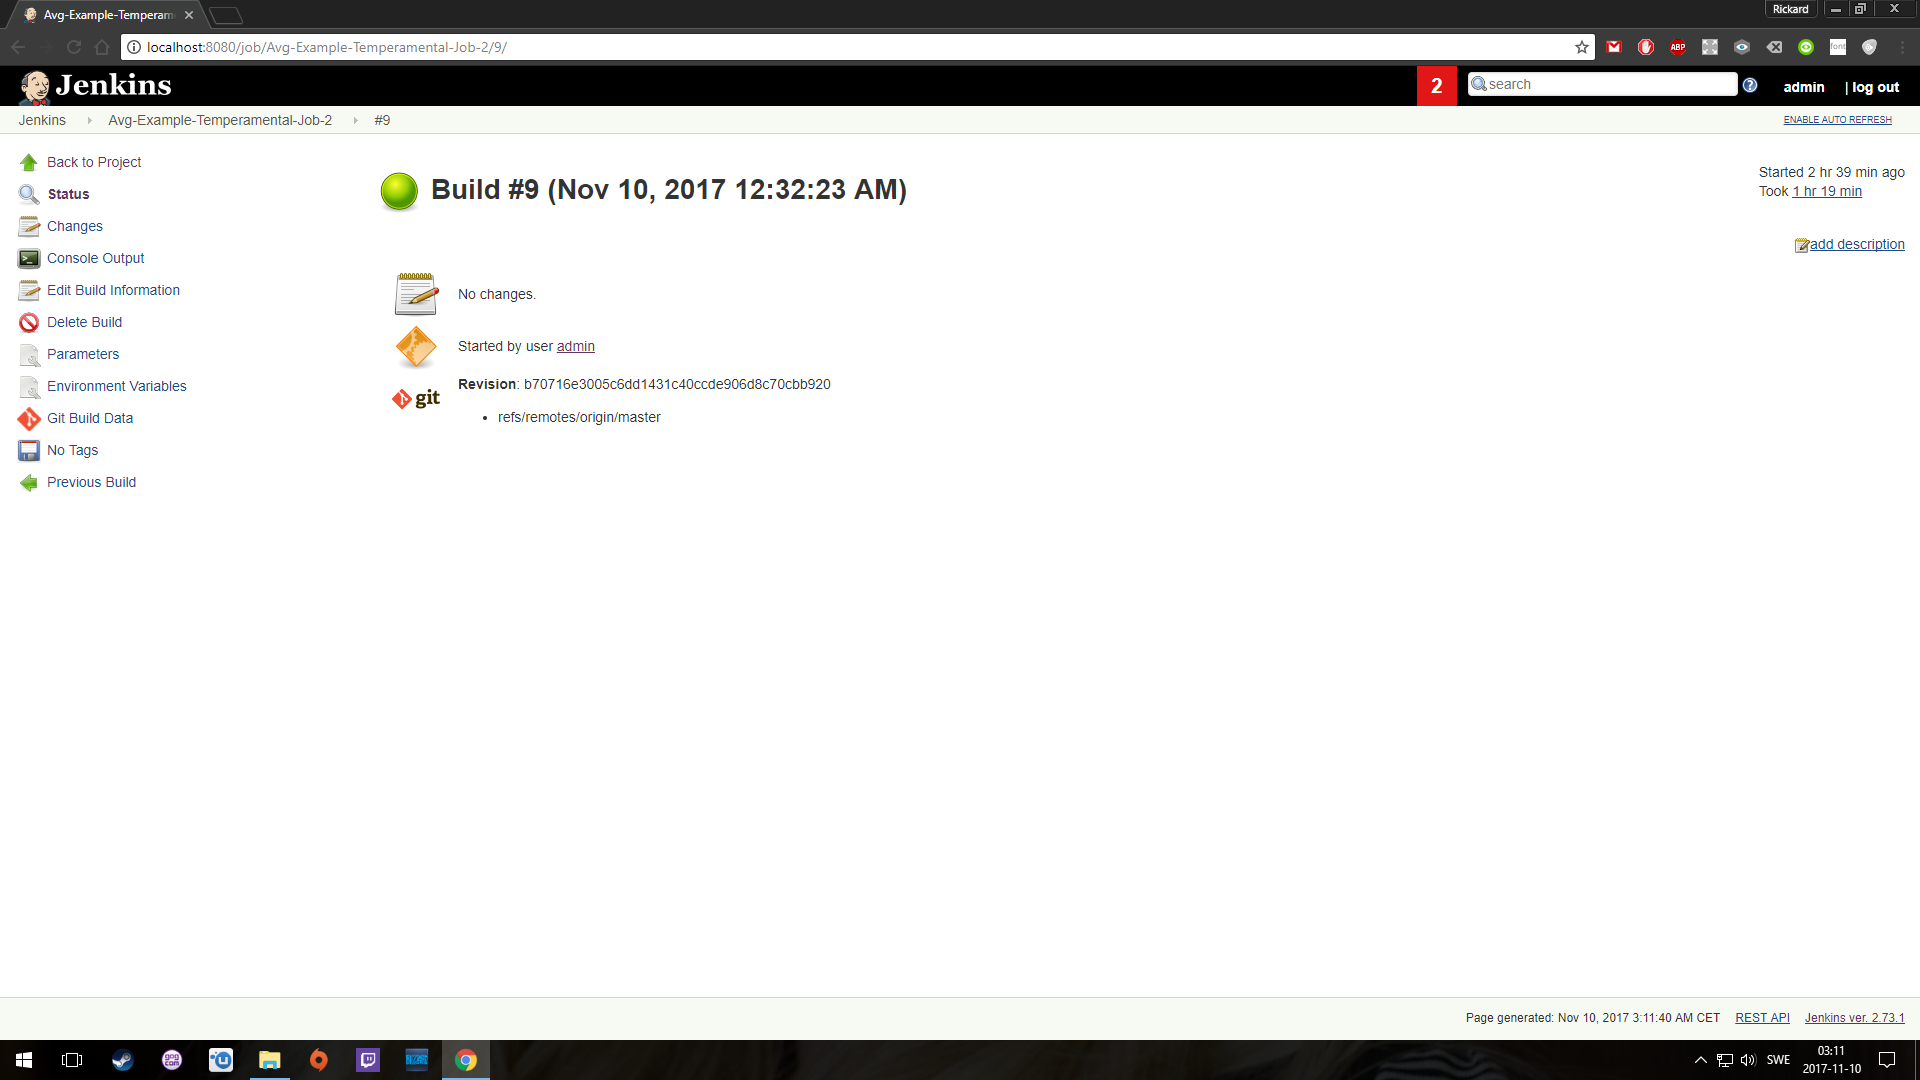 Avg-Example-Temperam
Rickard
localhost:8080/job/Avg-Example-Temperamental-Job-2/9/
ABP
font
Jenkins
2
search
admin
| log out
Jenkins
Avg-Example-Temperamental-Job-2
#9
ENABLE AUTO REFRESH
Back to Project
Status
Changes
Console Output
Edit Build Information
Delete Build
Parameters
Environment Variables
Git Build Data
No Tags
Previous Build
Build #9 (Nov 10, 2017 12:32:23 AM)
Started 2 hr 39 min ago
Took 1 hr 19 min
add description
No changes.
Started by user admin
git
Revision: b70716e3005c6dd1431c40ccde906d8c70cbb920
refs/remotes/origin/master
Page generated: Nov 10, 2017 3:11:40 AM CET
REST API
Jenkins ver. 2.73.1
gog
com
SWE
03:11
2017-11-10